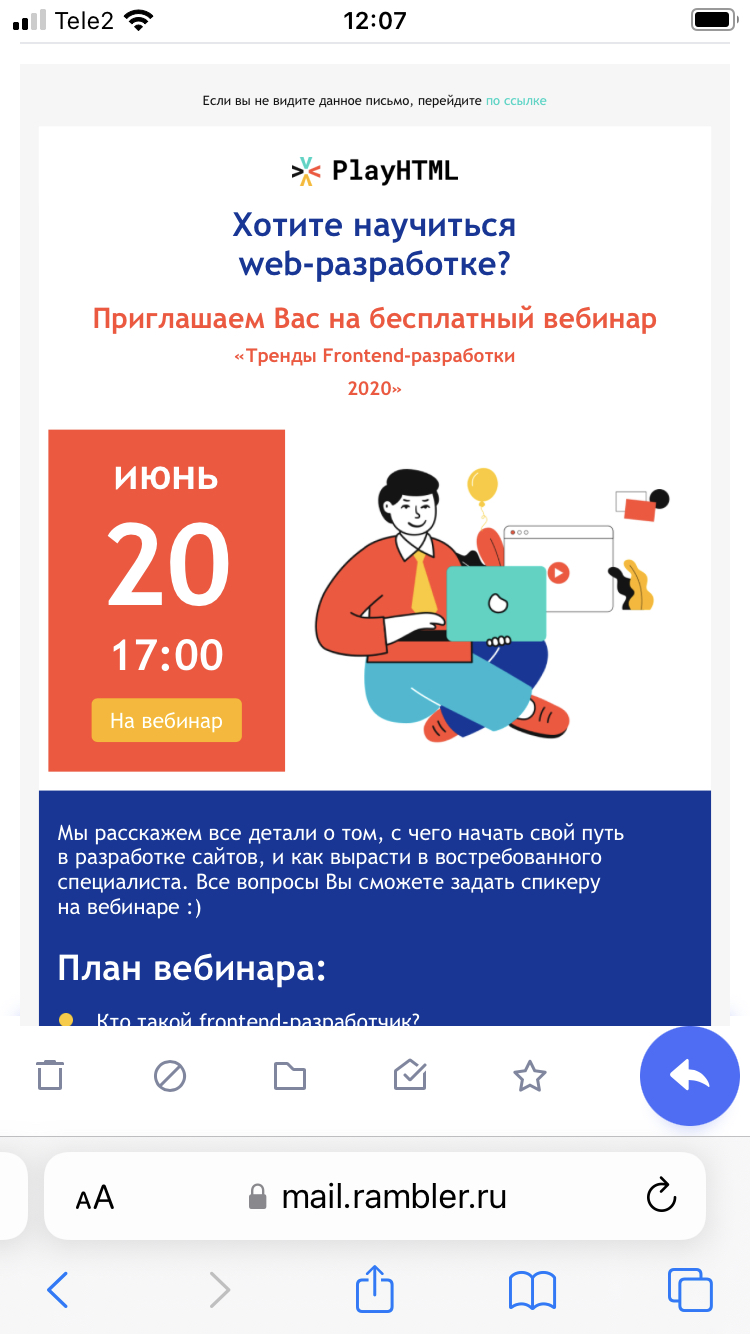 Tele2
12:07
Если вы не видите данное письмо, перейдите по ссылке
PlayHTML
Хотите научиться
web-разработке?
Приглашаем Вас на бесплатный вебинар
«Тренды Frontend-разработки
2020»
ИЮНЬ
20
17:00
На вебинар
Мы расскажем все детали о том, с чего начать свой путь
в разработке сайтов, и как вырасти в востребованного
специалиста. Все вопросы Вы сможете задать спикеру
на вебинаре :)
План вебинара:
Кто такой frontend-разработчик?
AA
mail.rambler.ru